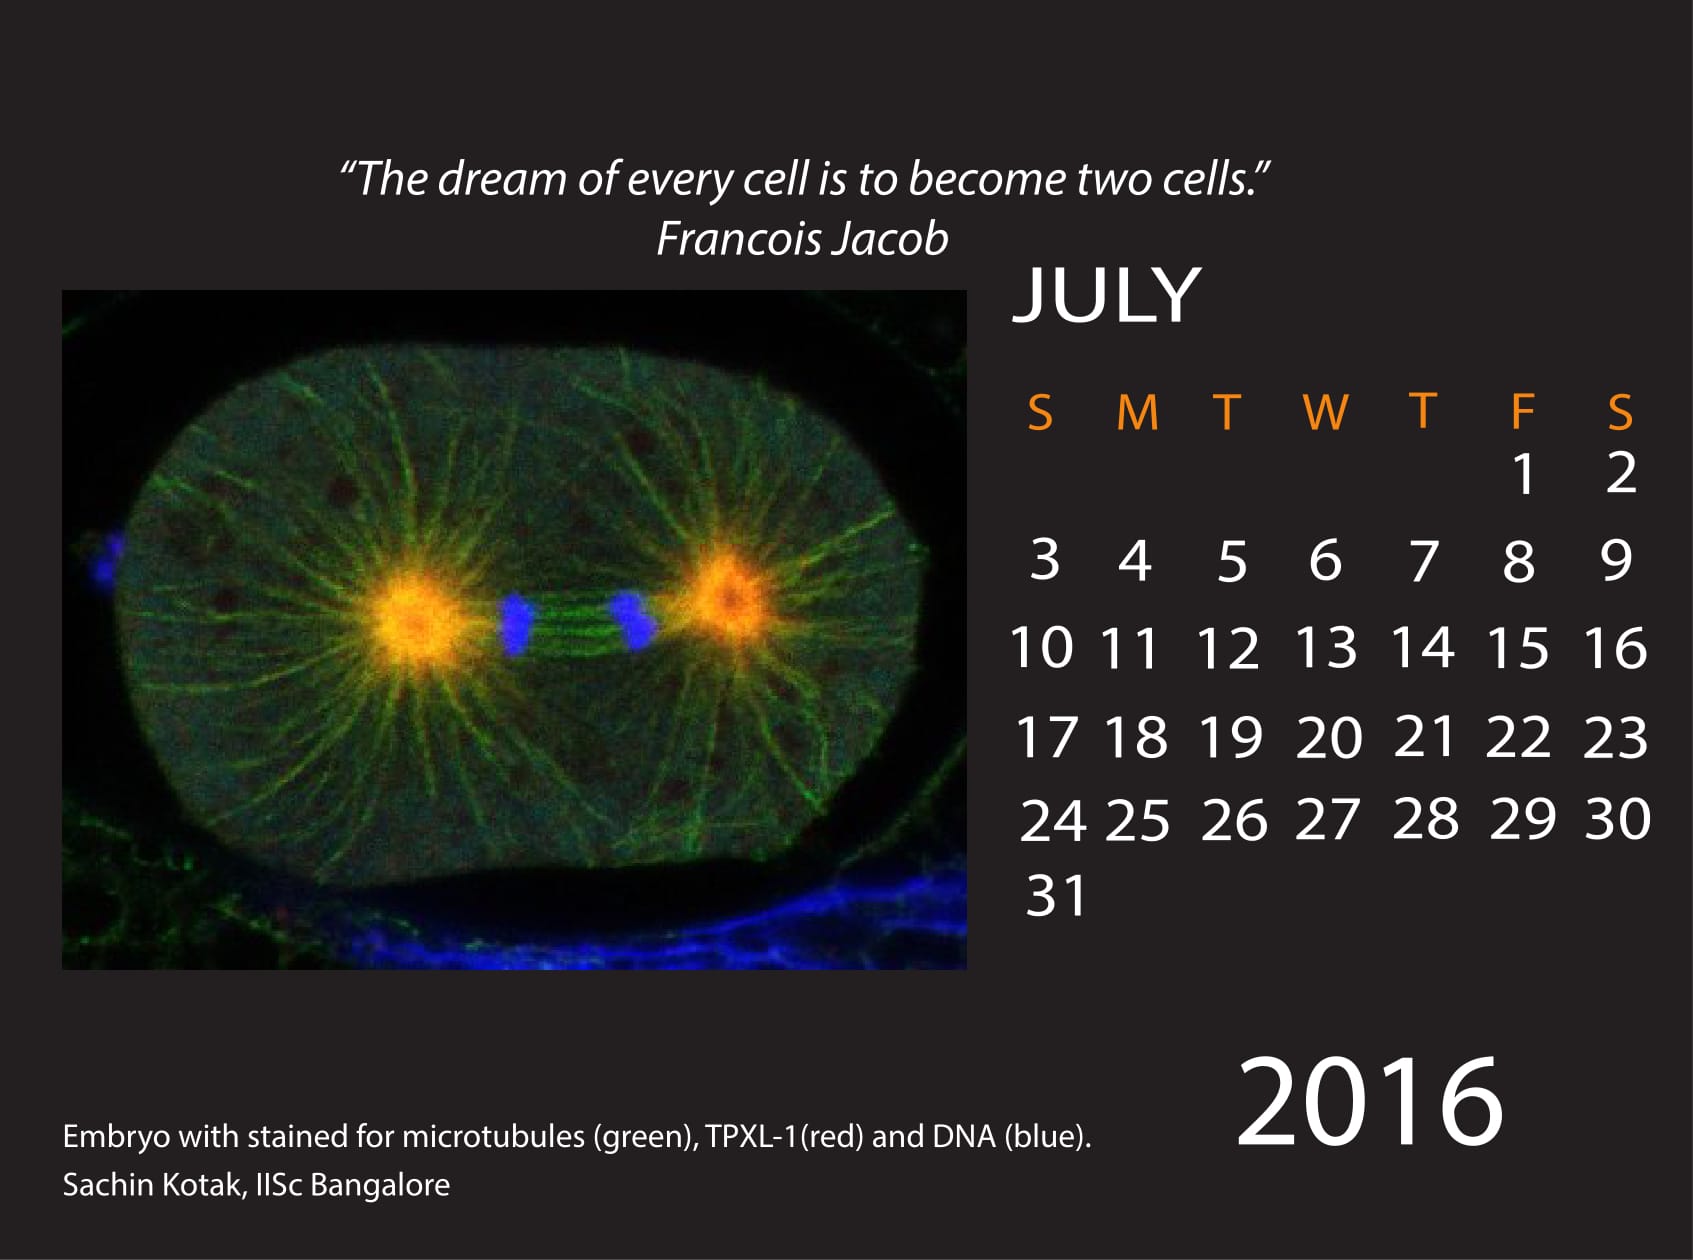 “The dream of every cell is to become two cells.”
Francois Jacob
JULY
S M T W T F S
1 2
3 4 5 6 7 8 9
10 11 12 13 14 15 16
17 18 19 20 21 22 23
24 25 26 27 28 29 30
31
2016
Embryo with stained for microtubules (green), TPXL-1(red) and DNA (blue).
Sachin Kotak, IISc Bangalore